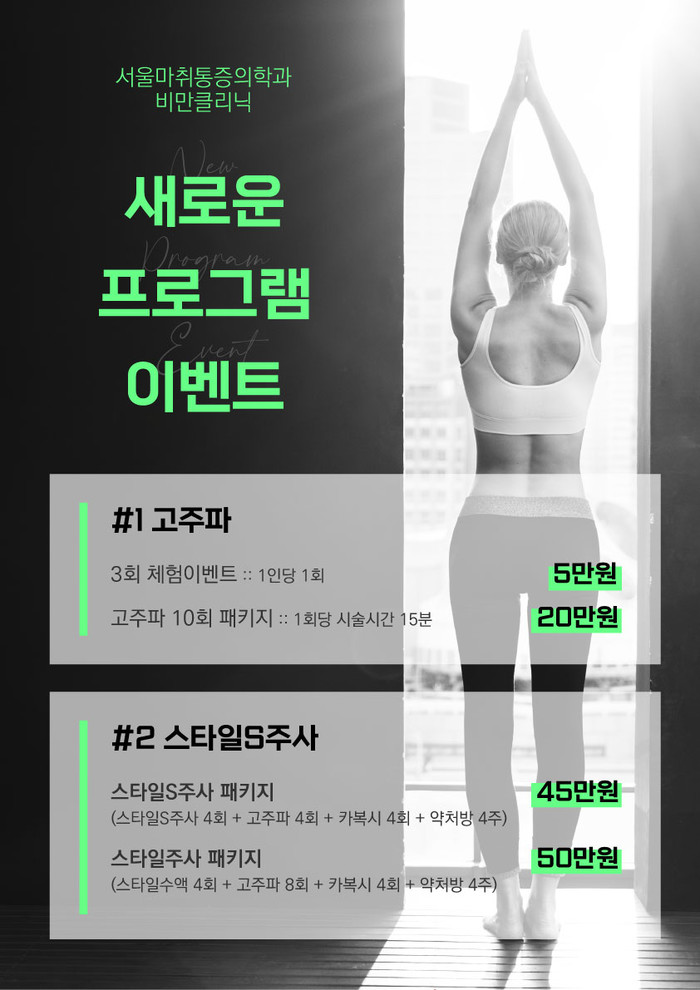 서울마취통증의학과
비만클리닉
New
새로운
Program
프로그램
Event
이벤트
#1 고주파
3회 체험이벤트 :: 1인당 1회
5만원
고주파 10회 패키지 :: 1회당 시술시간 15분
20만원
#2 스타일S주사
스타일S주사 패키지
45만원
(스타일S주사 4회 + 고주파 4회 + 카복시 4회 + 약처방 4주)
스타일주사 패키지
50만원
(스타일수액 4회 + 고주파 8회 + 카복시 4회 + 약처방 4주)